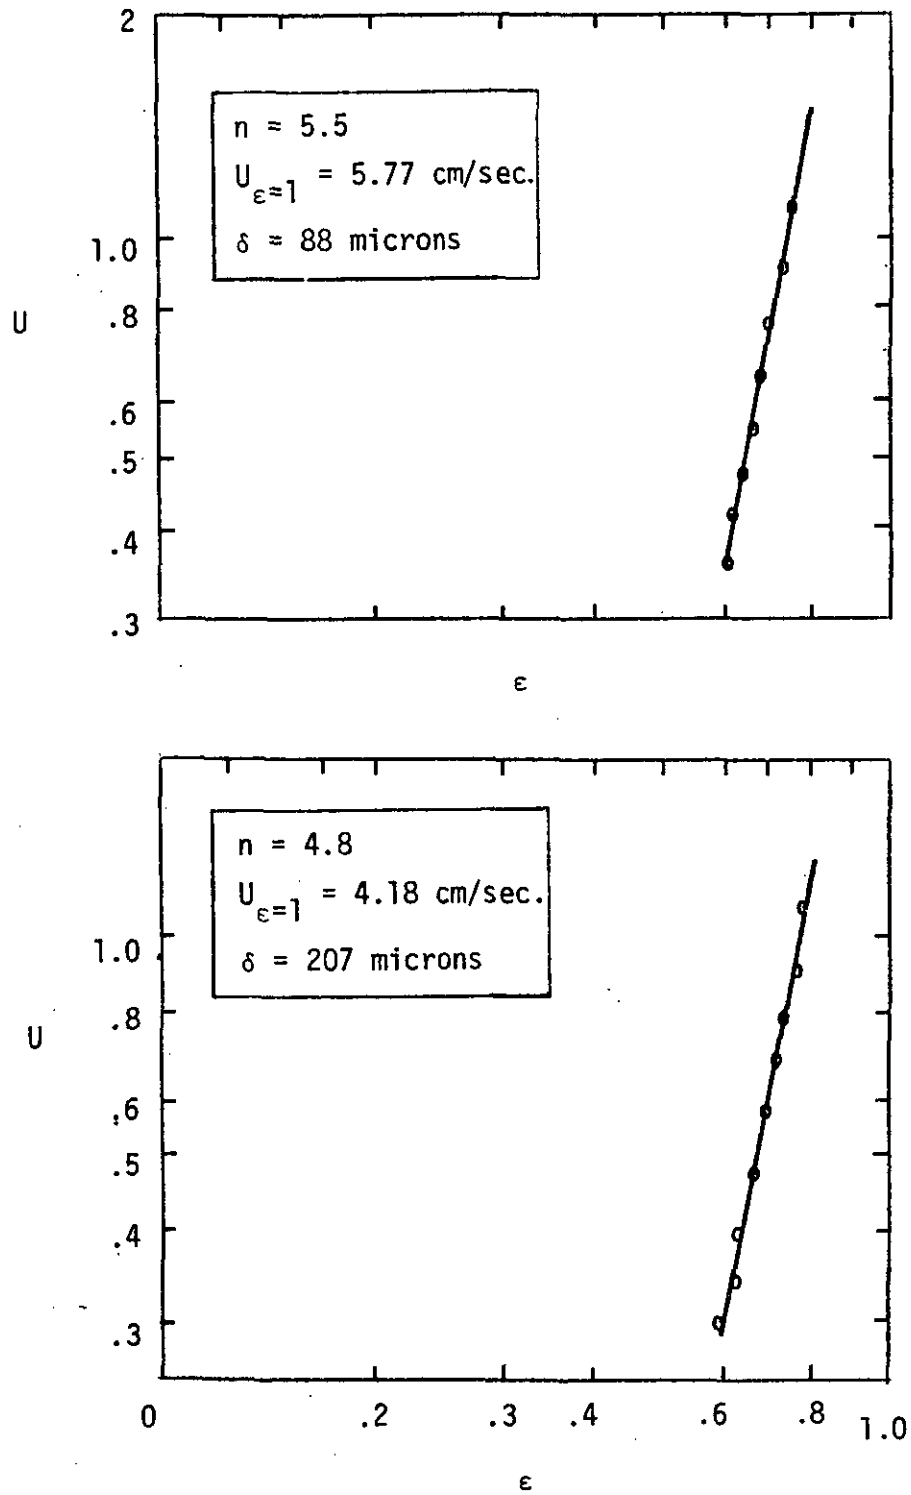 2
n = 5.5
U ε=1 = 5.77 cm/sec.
δ = 88 microns
1.0
.8
U
.6
.5
.4
.3
ε
n = 4.8
U ε=1 = 4.18 cm/sec.
δ = 207 microns
1.0
.8
U
.6
.5
.4
.3
0 .2 .3 .4 .6 .8 1.0
ε